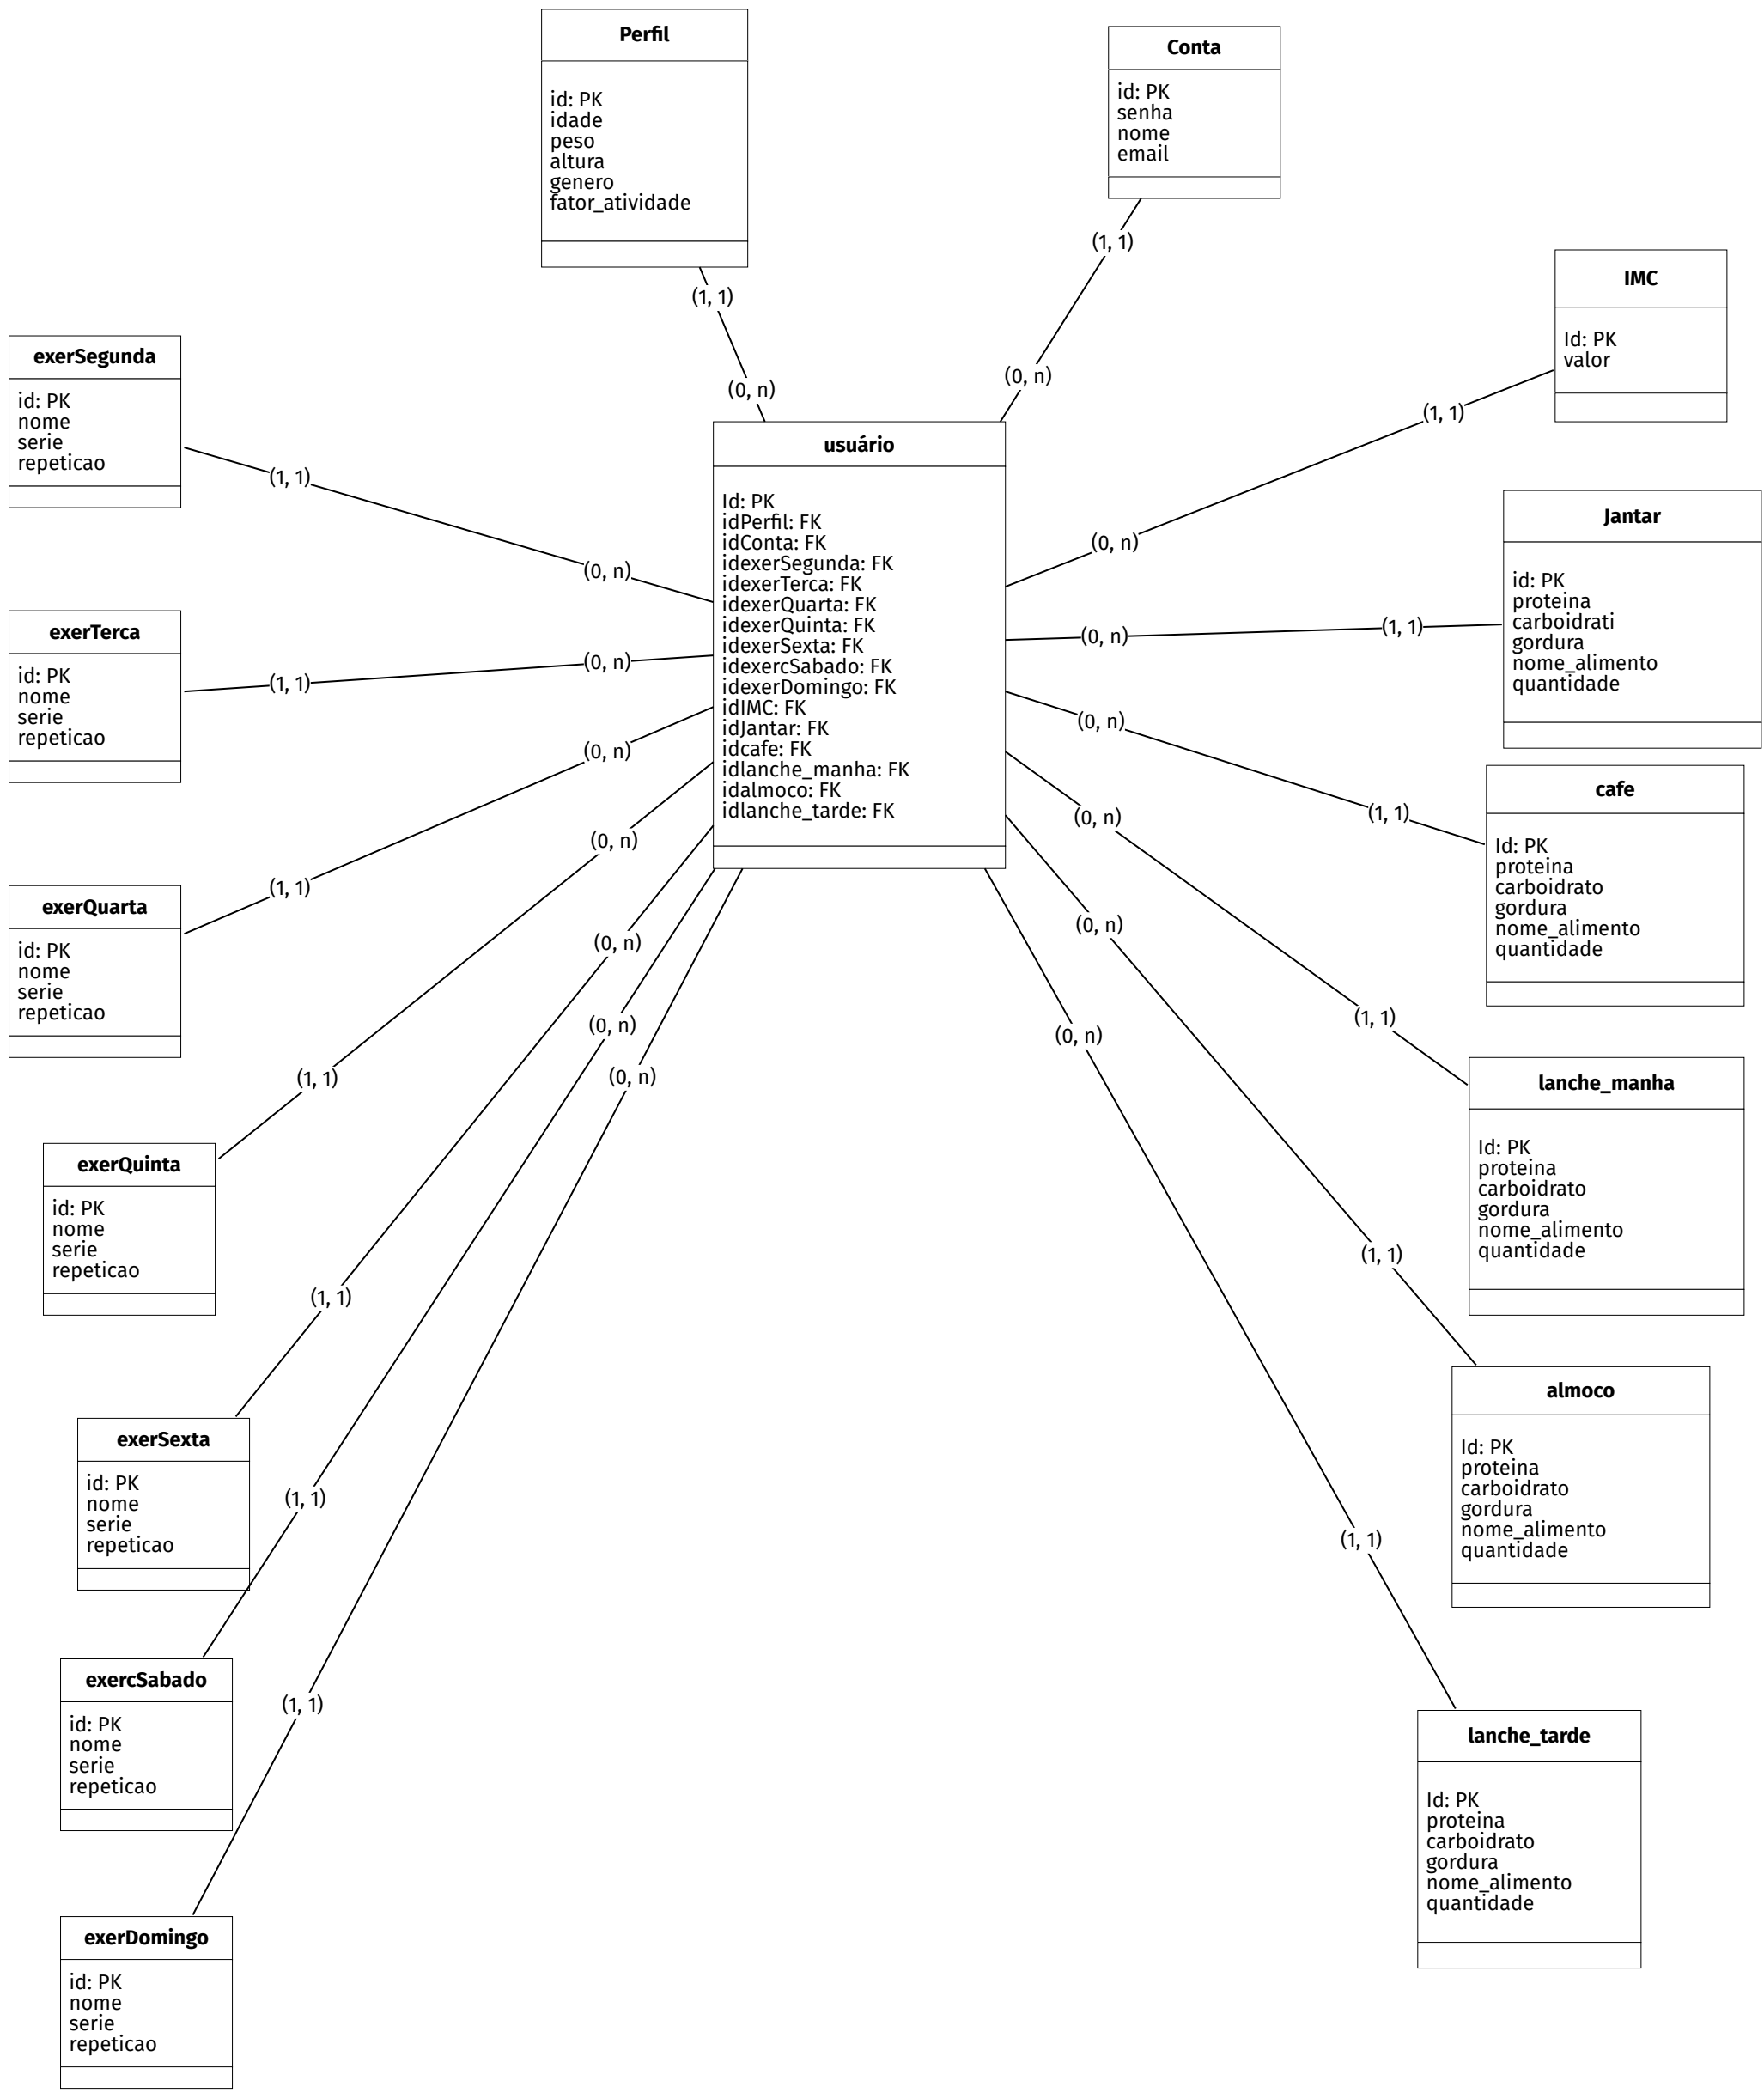 Perfil
id: PK
idade
peso
altura
genero
fator_atividade
Conta
id: PK
senha
nome
email
(1, 1)
(0, n)
(1, 1)
(0, n)
IMC
Id: PK
valor
(1, 1)
(0, n)
exerSegunda
id: PK
nome
serie
repeticao
(1, 1)
(0, n)
usuário
Id: PK
idPerfil: FK
idConta: FK
idexerSegunda: FK
idexerTerca: FK
idexerQuarta: FK
idexerQuinta: FK
idexerSexta: FK
idexercSabado: FK
idexerDomingo: FK
idIMC: FK
idJantar: FK
idcafe: FK
idlanche_manha: FK
idalmoco: FK
idlanche_tarde: FK
Jantar
id: PK
proteina
carboidrati
gordura
nome_alimento
quantidade
(0, n)
(1, 1)
exerTerca
id: PK
nome
serie
repeticao
(1, 1)
(0, n)
cafe
Id: PK
proteina
carboidrato
gordura
nome_alimento
quantidade
(0, n)
(1, 1)
exerQuarta
id: PK
nome
serie
repeticao
(1, 1)
(0, n)
lanche_manha
Id: PK
proteina
carboidrato
gordura
nome_alimento
quantidade
(0, n)
(1, 1)
exerQuinta
id: PK
nome
serie
repeticao
(1, 1)
(0, n)
almoco
Id: PK
proteina
carboidrato
gordura
nome_alimento
quantidade
(0, n)
(1, 1)
exerSexta
id: PK
nome
serie
repeticao
(1, 1)
(0, n)
exercSabado
id: PK
nome
serie
repeticao
(1, 1)
(0, n)
lanche_tarde
Id: PK
proteina
carboidrato
gordura
nome_alimento
quantidade
(0, n)
(1, 1)
exerDomingo
id: PK
nome
serie
repeticao
(1, 1)
(0, n)